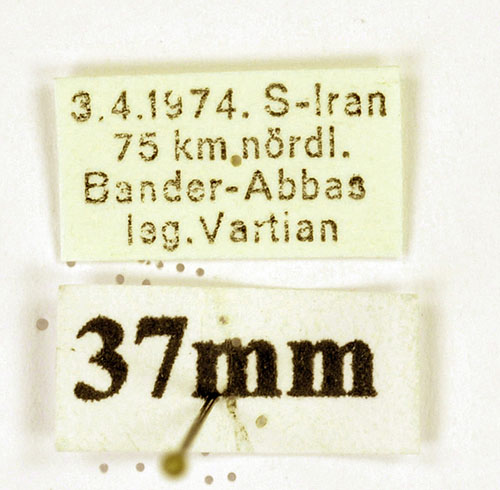 3.4.1974. S-Iran
75 km nördl.
Bander-Abbas
leg. Vartian
37mm